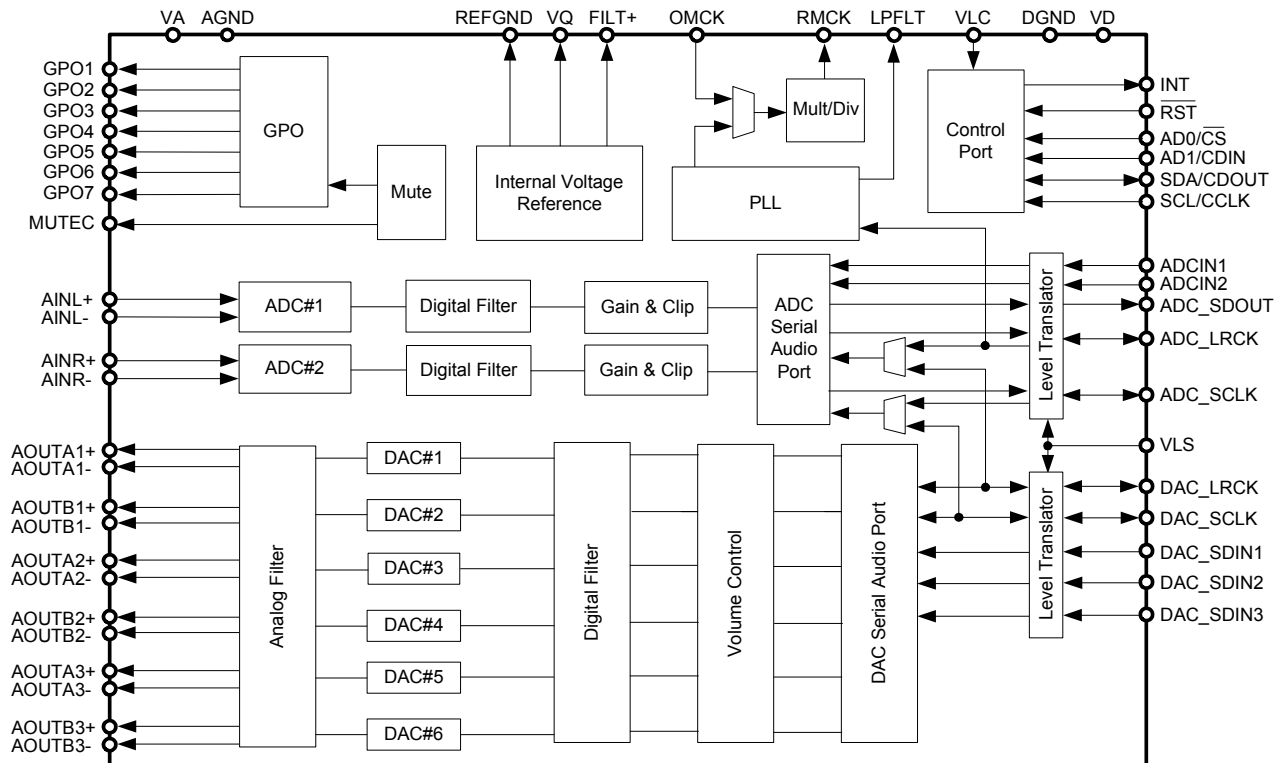 VA
AGND
REFGND
VQ
FILT+
OMCK
RMCK
LPFLT
VLC
DGND
VD
GPO1
GPO2
GPO3
GPO4
GPO5
GPO6
GPO7
MUTEC
GPO
Mute
Internal Voltage
Reference
Mult/Div
PLL
Control
Port
INT
RST
AD0/CS
AD1/CDIN
SDA/CDOUT
SCL/CCLK
AINL+
AINL-
AINR+
AINR-
ADC#1
Digital Filter
Gain & Clip
ADC#2
Digital Filter
Gain & Clip
ADC
Serial
Audio
Port
Level Translator
ADCIN1
ADCIN2
ADC_SDOUT
ADC_LRCK
ADC_SCLK
VLS
AOUTA1+
AOUTA1-
AOUTB1+
AOUTB1-
AOUTA2+
AOUTA2-
AOUTB2+
AOUTB2-
AOUTA3+
AOUTA3-
AOUTB3+
AOUTB3-
Analog Filter
DAC#1
DAC#2
DAC#3
DAC#4
DAC#5
DAC#6
Digital Filter
Volume Control
DAC Serial Audio Port
Level Translator
DAC_LRCK
DAC_SCLK
DAC_SDIN1
DAC_SDIN2
DAC_SDIN3